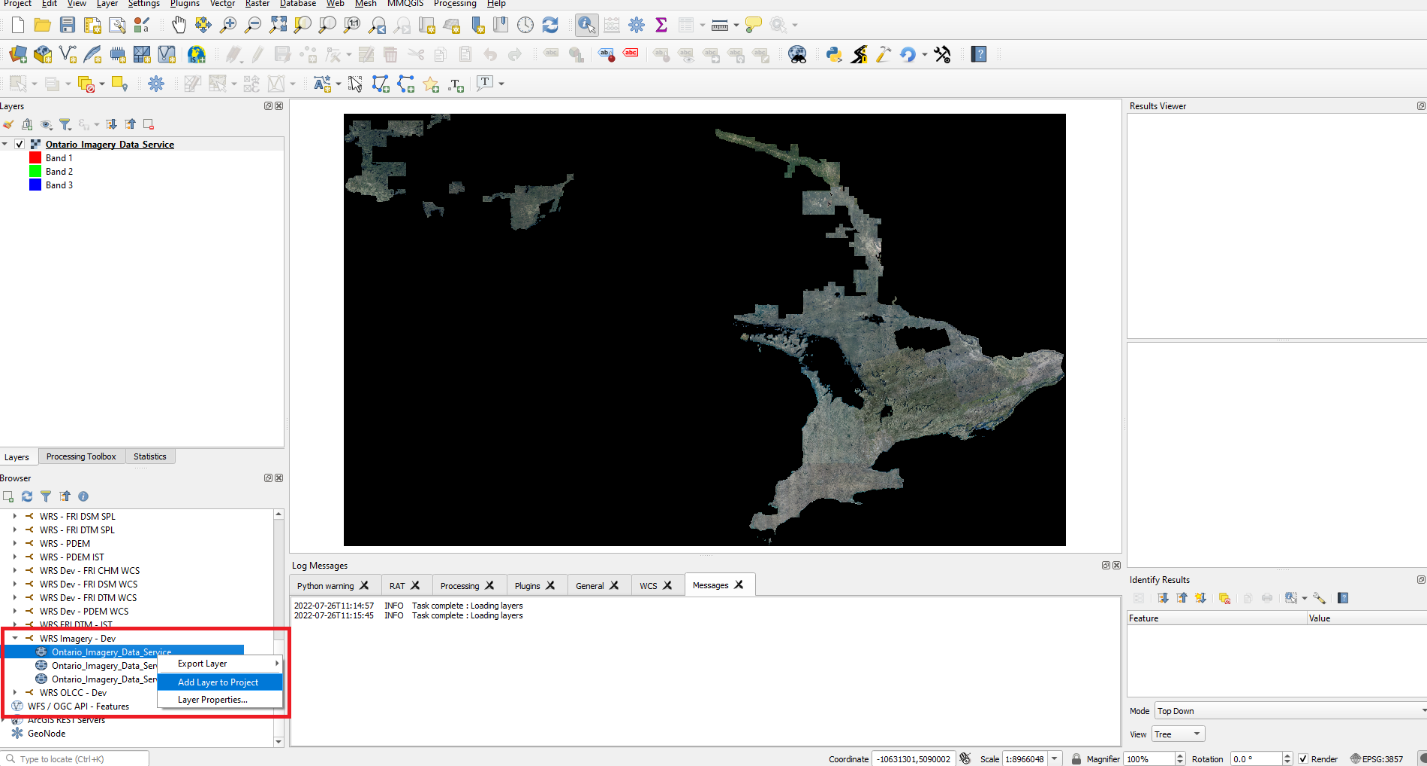 Project Edit View Layer Settings Plugins Vector Raster Database Web Mesh MMQGIS Processing Help
Layers
Ontario_Imagery_Data_Service
Band 1
Band 2
Band 3
Layers Processing Toolbox Statistics
Browser
WRS - FRI DSM SPL
WRS - FRI DTM SPL
WRS - PDEM
WRS - PDEM IST
WRS Dev - FRI CHM WCS
WRS Dev - FRI DSM WCS
WRS Dev - FRI DTM WCS
WRS Dev - PDEM WCS
WRS FRI DTM - IST
WRS Imagery - Dev
Ontario_Imagery_Data_Service
Ontario_Imagery_Data_Ser
Ontario_Imagery_Data_Ser
Export Layer
Add Layer to Project
Layer Properties...
WRS OLCC - Dev
WFS / OGC API - Features
ArcGIS REST Servers
GeoNode
Type to locate (Ctrl+K)
Log Messages
Python warning RAT Processing Plugins General WCS Messages
2022-07-26T11:14:57 INFO Task complete : Loading layers
2022-07-26T11:15:45 INFO Task complete : Loading layers
Results Viewer
Identify Results
Feature Value
Mode Top Down
View Tree
Coordinate -10631301,5090002 Scale 1:8966048 Magnifier 100% Rotation 0.0 ° Render EPSG:3857